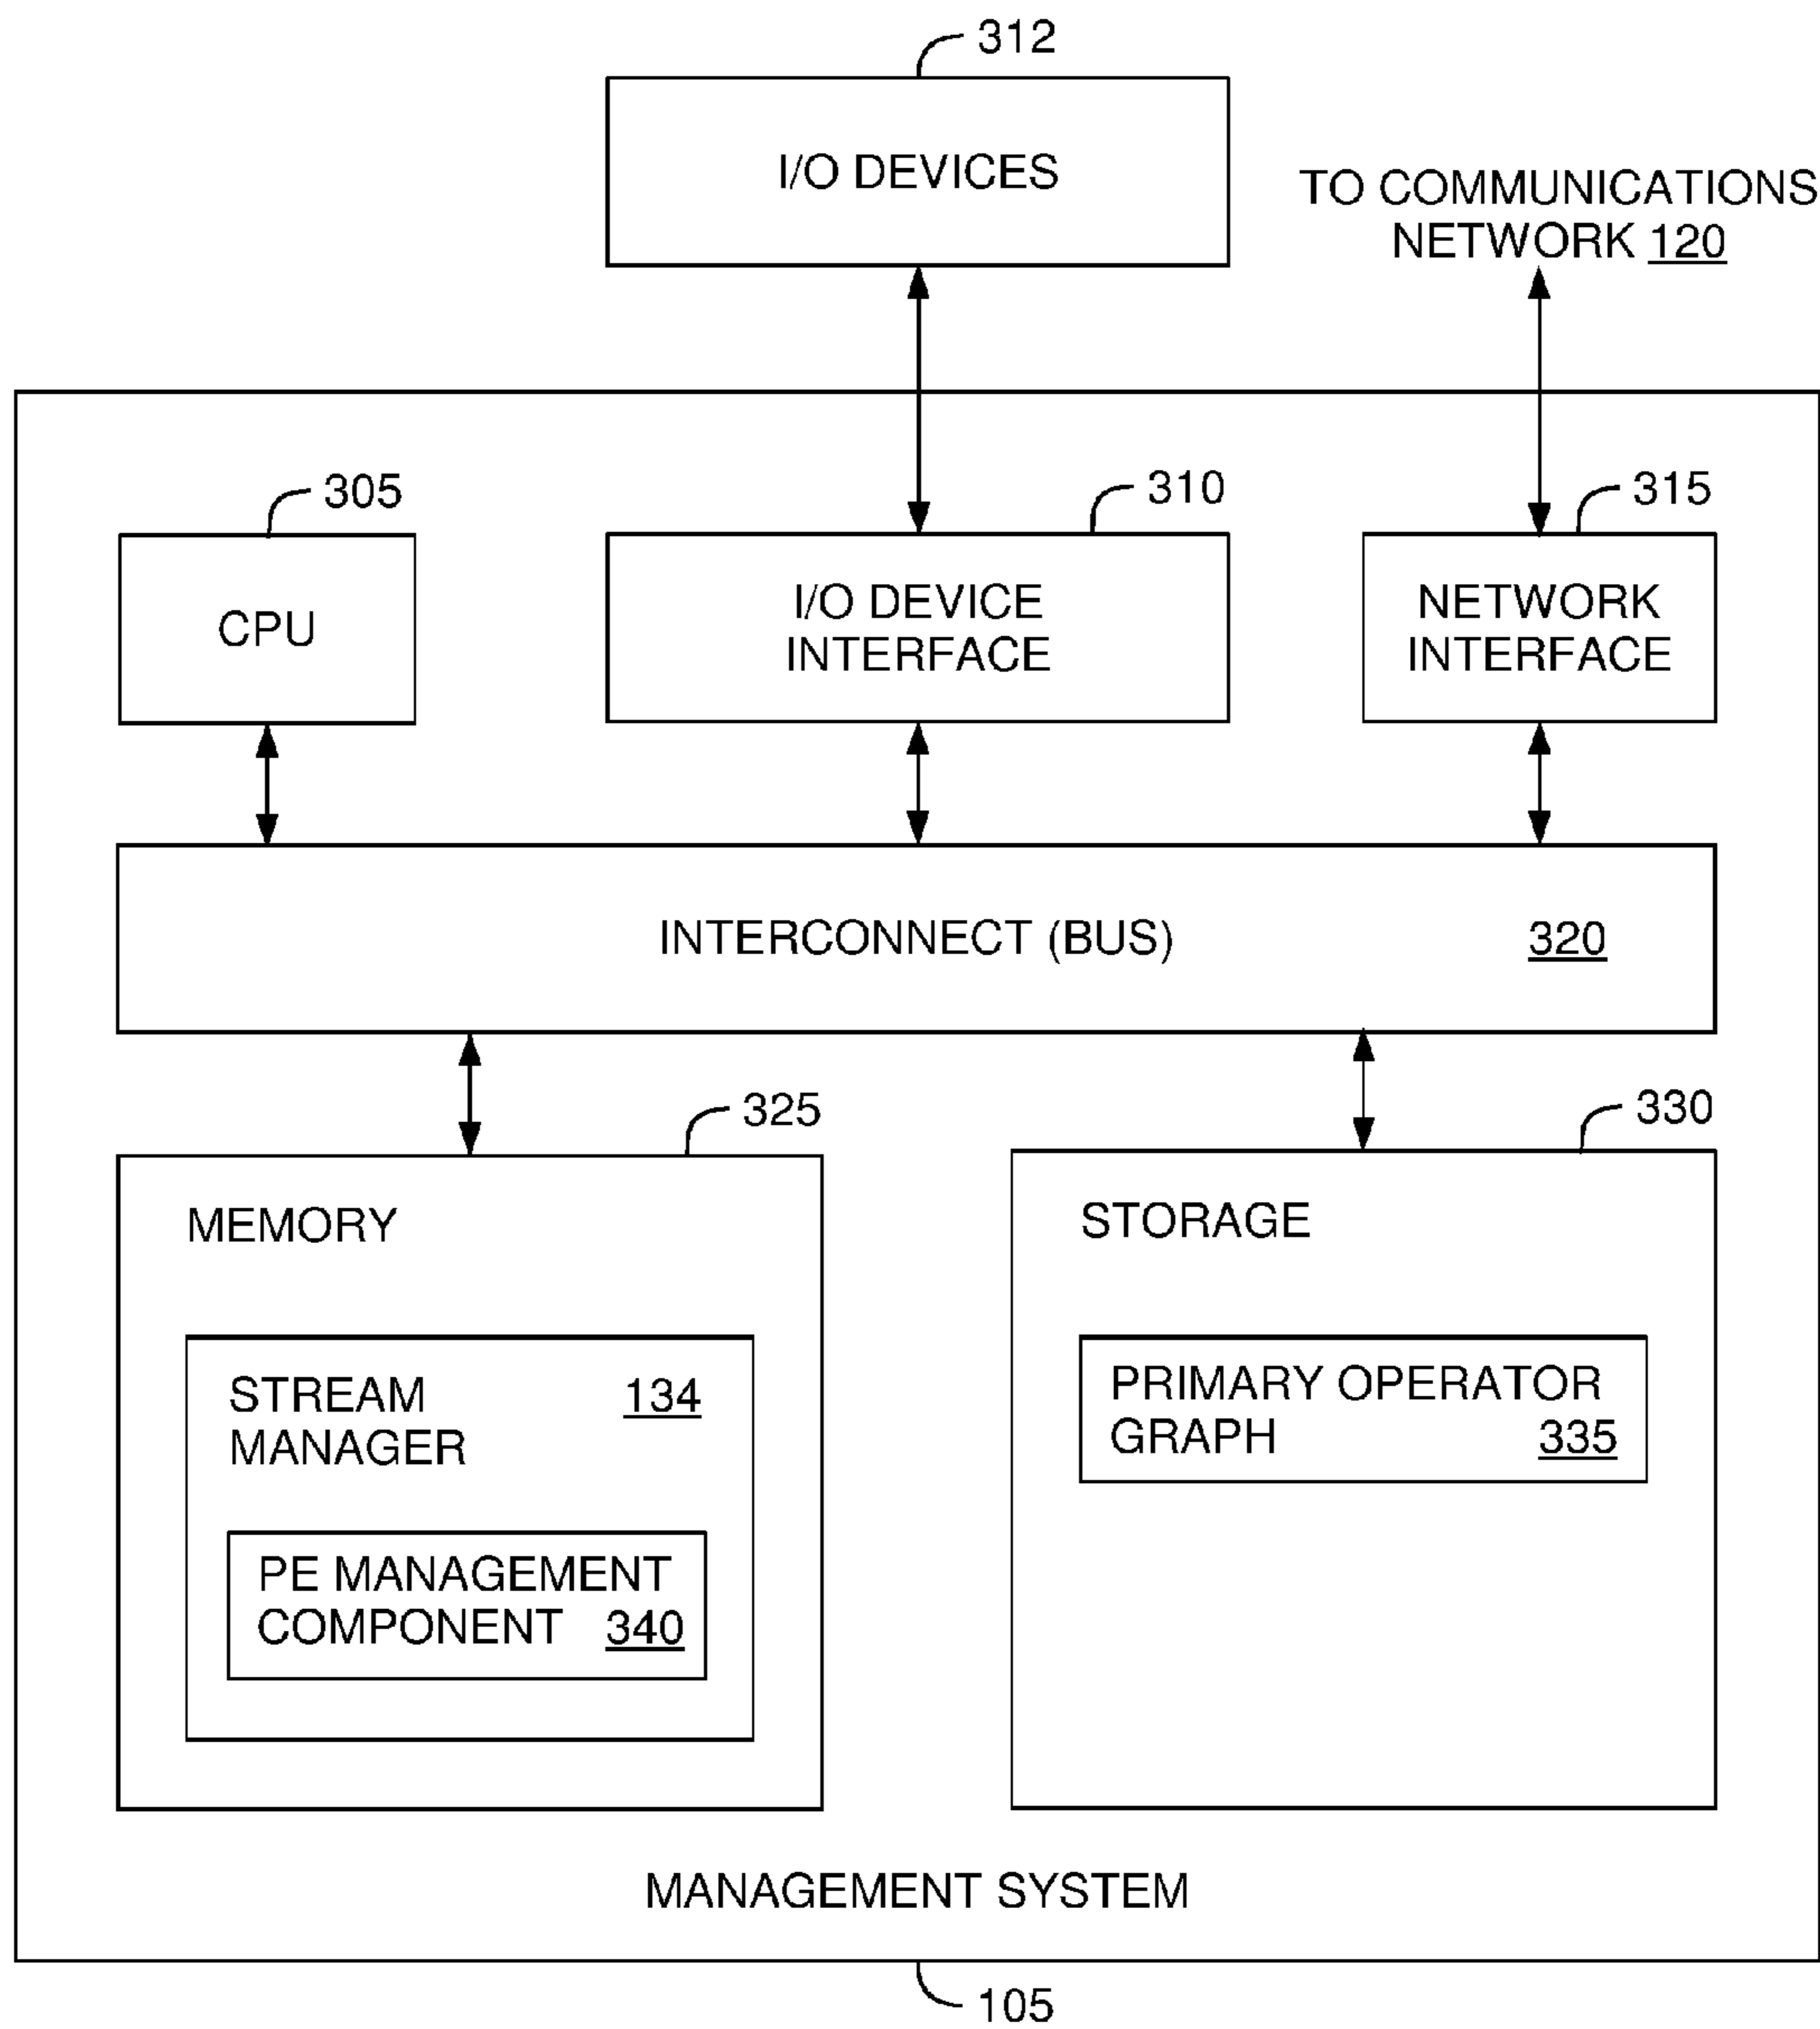 312
I/O DEVICES
TO COMMUNICATIONS
NETWORK 120
305
310
315
CPU
I/O DEVICE
INTERFACE
NETWORK
INTERFACE
INTERCONNECT (BUS) 320
325
330
MEMORY
STREAM 134
MANAGER
PE MANAGEMENT
COMPONENT 340
STORAGE
PRIMARY OPERATOR
GRAPH 335
MANAGEMENT SYSTEM
105